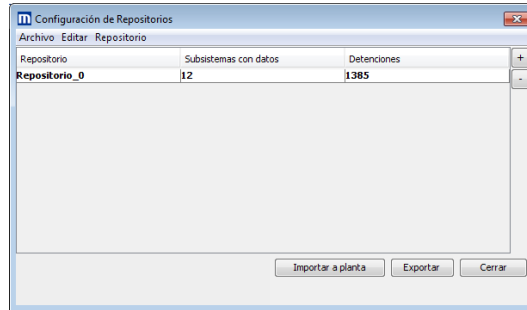 m Configuración de Repositorios
Archivo Editar Repositorio
Repositorio Subsistemas con datos Detenciones +
Repositorio_0 12 1385 -
Importar a planta Exportar Cerrar